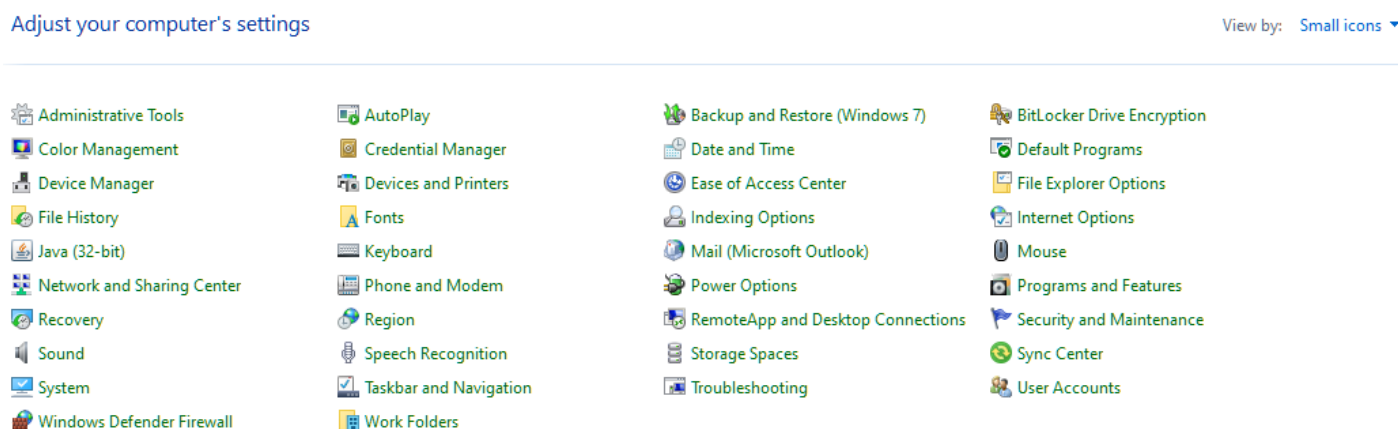 Adjust your computer's settings
View by: Small icons
Administrative Tools
AutoPlay
Backup and Restore (Windows 7)
BitLocker Drive Encryption
Color Management
Credential Manager
Date and Time
Default Programs
Device Manager
Devices and Printers
Ease of Access Center
File Explorer Options
File History
Fonts
Indexing Options
Internet Options
Java (32-bit)
Keyboard
Mail (Microsoft Outlook)
Mouse
Network and Sharing Center
Phone and Modem
Power Options
Programs and Features
Recovery
Region
RemoteApp and Desktop Connections
Security and Maintenance
Sound
Speech Recognition
Storage Spaces
Sync Center
System
Taskbar and Navigation
Troubleshooting
User Accounts
Windows Defender Firewall
Work Folders